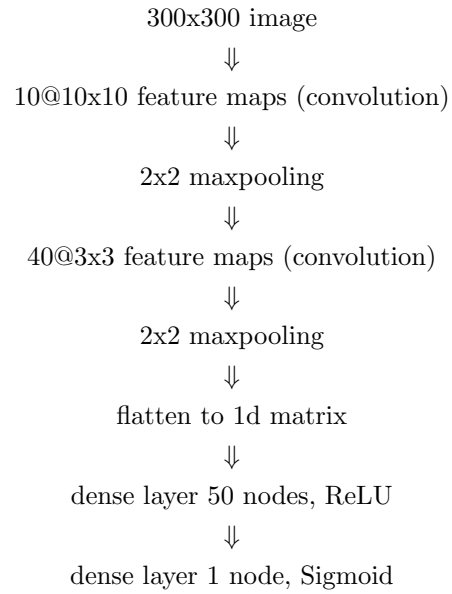 300x300 image
⇓
10@10x10 feature maps (convolution)
⇓
2x2 maxpooling
⇓
40@3x3 feature maps (convolution)
⇓
2x2 maxpooling
⇓
flatten to 1d matrix
⇓
dense layer 50 nodes, ReLU
⇓
dense layer 1 node, Sigmoid